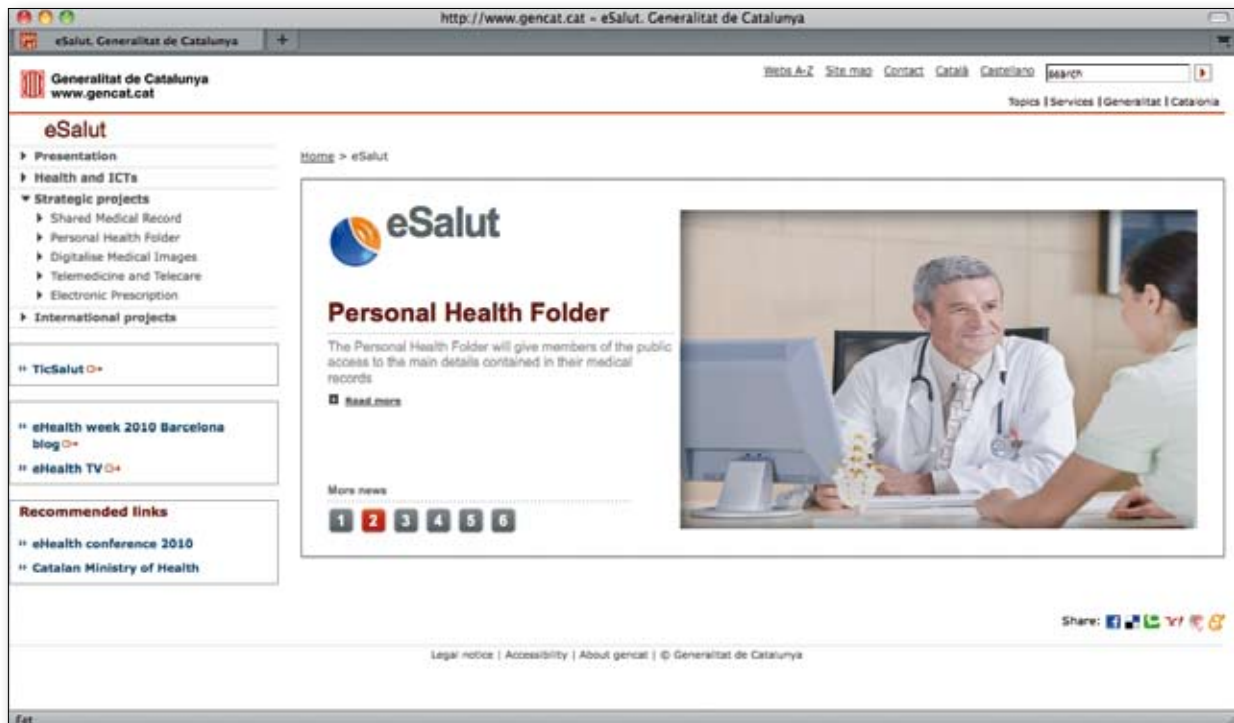 http://www.gencat.cat - eSalut. Generalitat de Catalunya
eSalut. Generalitat de Catalunya +
Generalitat de Catalunya
www.gencat.cat
Webs A-Z Site map Contact Català Castellano search
Topics | Services | Generalitat | Catalonia
eSalut
Presentation
Health and ICTs
Strategic projects
Shared Medical Record
Personal Health Folder
Digitalise Medical Images
Telemedicine and Telecare
Electronic Prescription
International projects
TicSalut
eHealth week 2010 Barcelona
blog
eHealth TV
Recommended links
eHealth conference 2010
Catalan Ministry of Health
Home > eSalut
eSalut
Personal Health Folder
The Personal Health Folder will give members of the public
access to the main details contained in their medical
records
Read more
More news
1 2 3 4 5 6
Share:
Legal notice | Accessibility | About gencat | © Generalitat de Catalunya
Fet